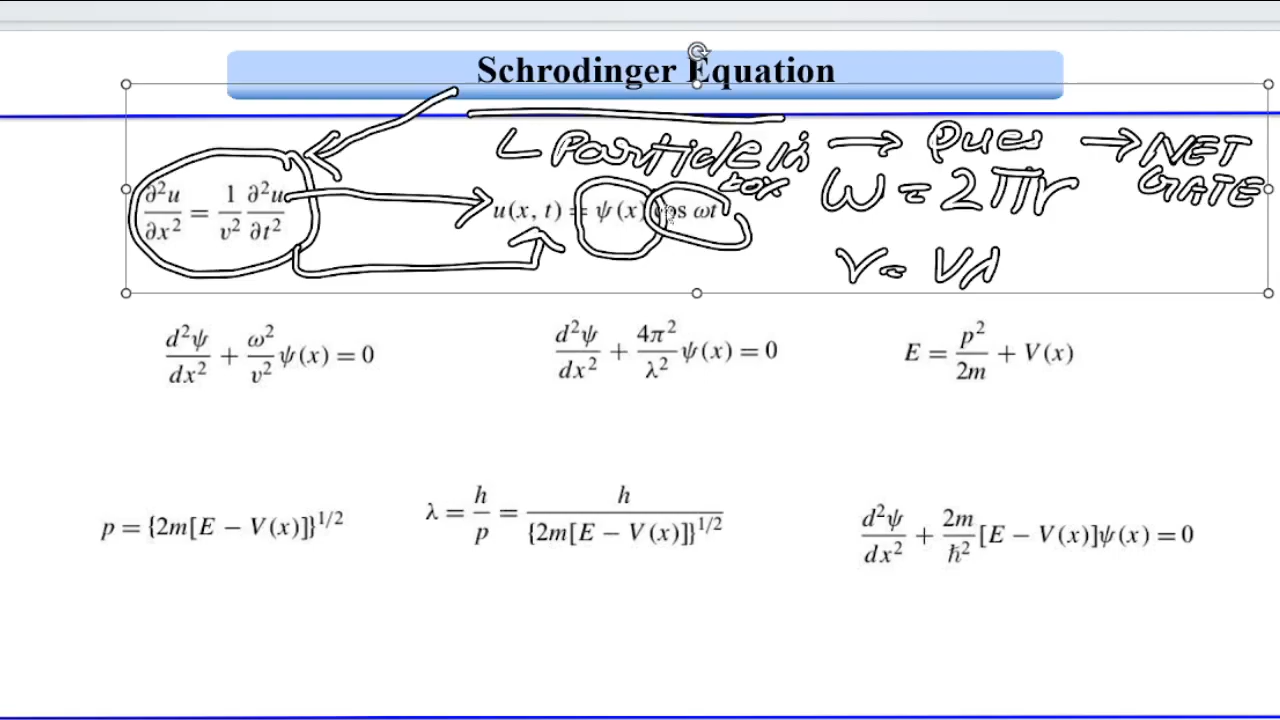 Schrodinger Equation
Particle in box → Ques → NET GATE
∂²u/∂x² = 1/v² ∂²u/∂t²
u(x, t) = ψ(x) cos ωt
ω = 2πν
ν = νλ
d²ψ/dx² + ω²/v² ψ(x) = 0
d²ψ/dx² + 4π²/λ² ψ(x) = 0
E = p²/2m + V(x)
p = {2m[E − V(x)]}^1/2
λ = h/p = h/{2m[E − V(x)]}^1/2
d²ψ/dx² + 2m/ħ² [E − V(x)]ψ(x) = 0